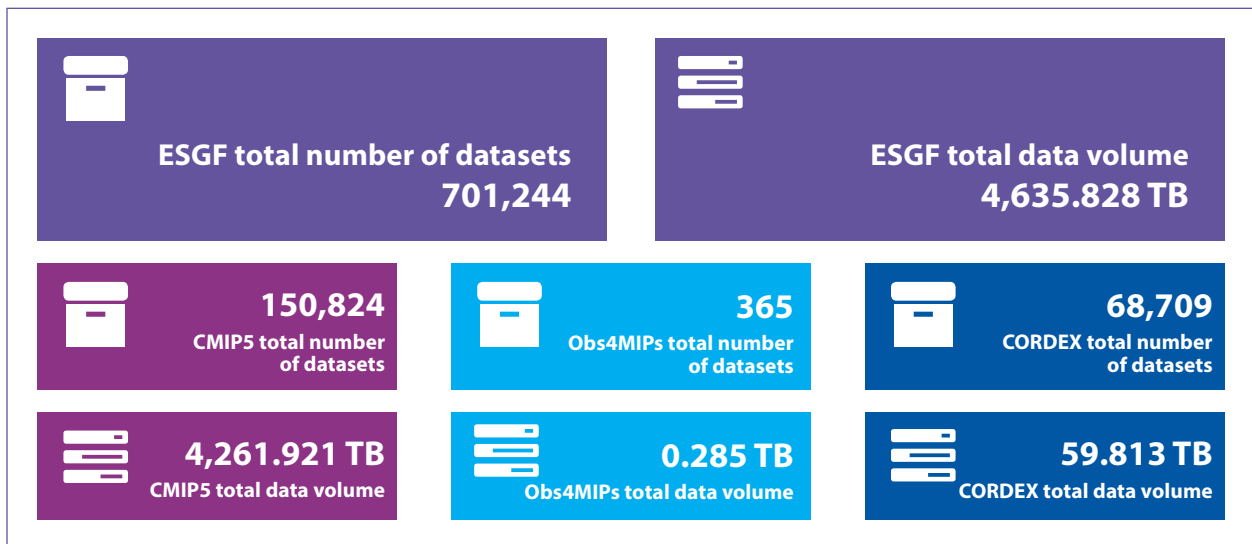 ESGF total number of datasets
701,244
ESGF total data volume
4,635.828 TB
150,824
CMIP5 total number
of datasets
365
Obs4MIPs total number
of datasets
68,709
CORDEX total number
of datasets
4,261.921 TB
CMIP5 total data volume
0.285 TB
Obs4MIPs total data volume
59.813 TB
CORDEX total data volume